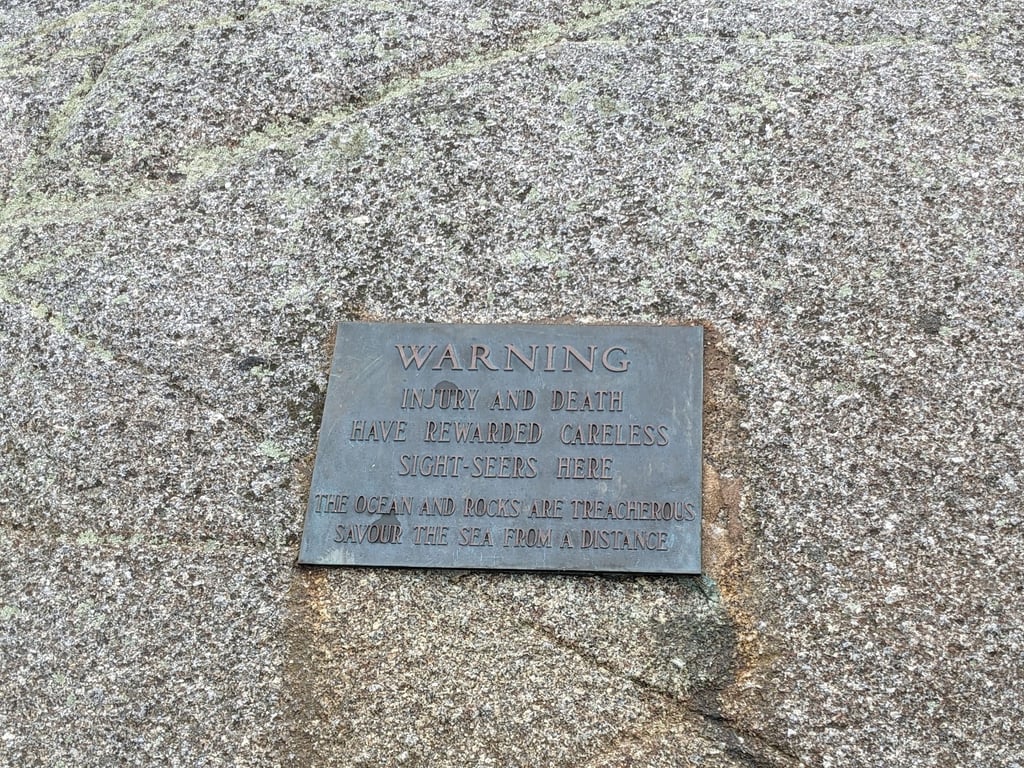 WARNING
INJURY AND DEATH
HAVE REWARDED CARELESS
SIGHT-SEERS HERE
THE OCEAN AND ROCKS ARE TREACHEROUS
SAVOUR THE SEA FROM A DISTANCE